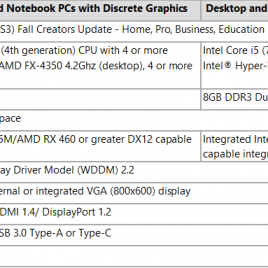 d Notebook PCs with Discrete Graphics Desktop and
S3) Fall Creators Update - Home, Pro, Business, Education
(4th generation) CPU with 4 or more Intel Core i5 (7
AMD FX-4350 4.2Ghz (desktop), 4 or more Intel® Hyper-
8GB DDR3 Du
pace
5M/AMD RX 460 or greater DX12 capable Integrated Inte
capable integ
ay Driver Model (WDDM) 2.2
ernal or integrated VGA (800x600) display
DMI 1.4/ DisplayPort 1.2
SB 3.0 Type-A or Type-C